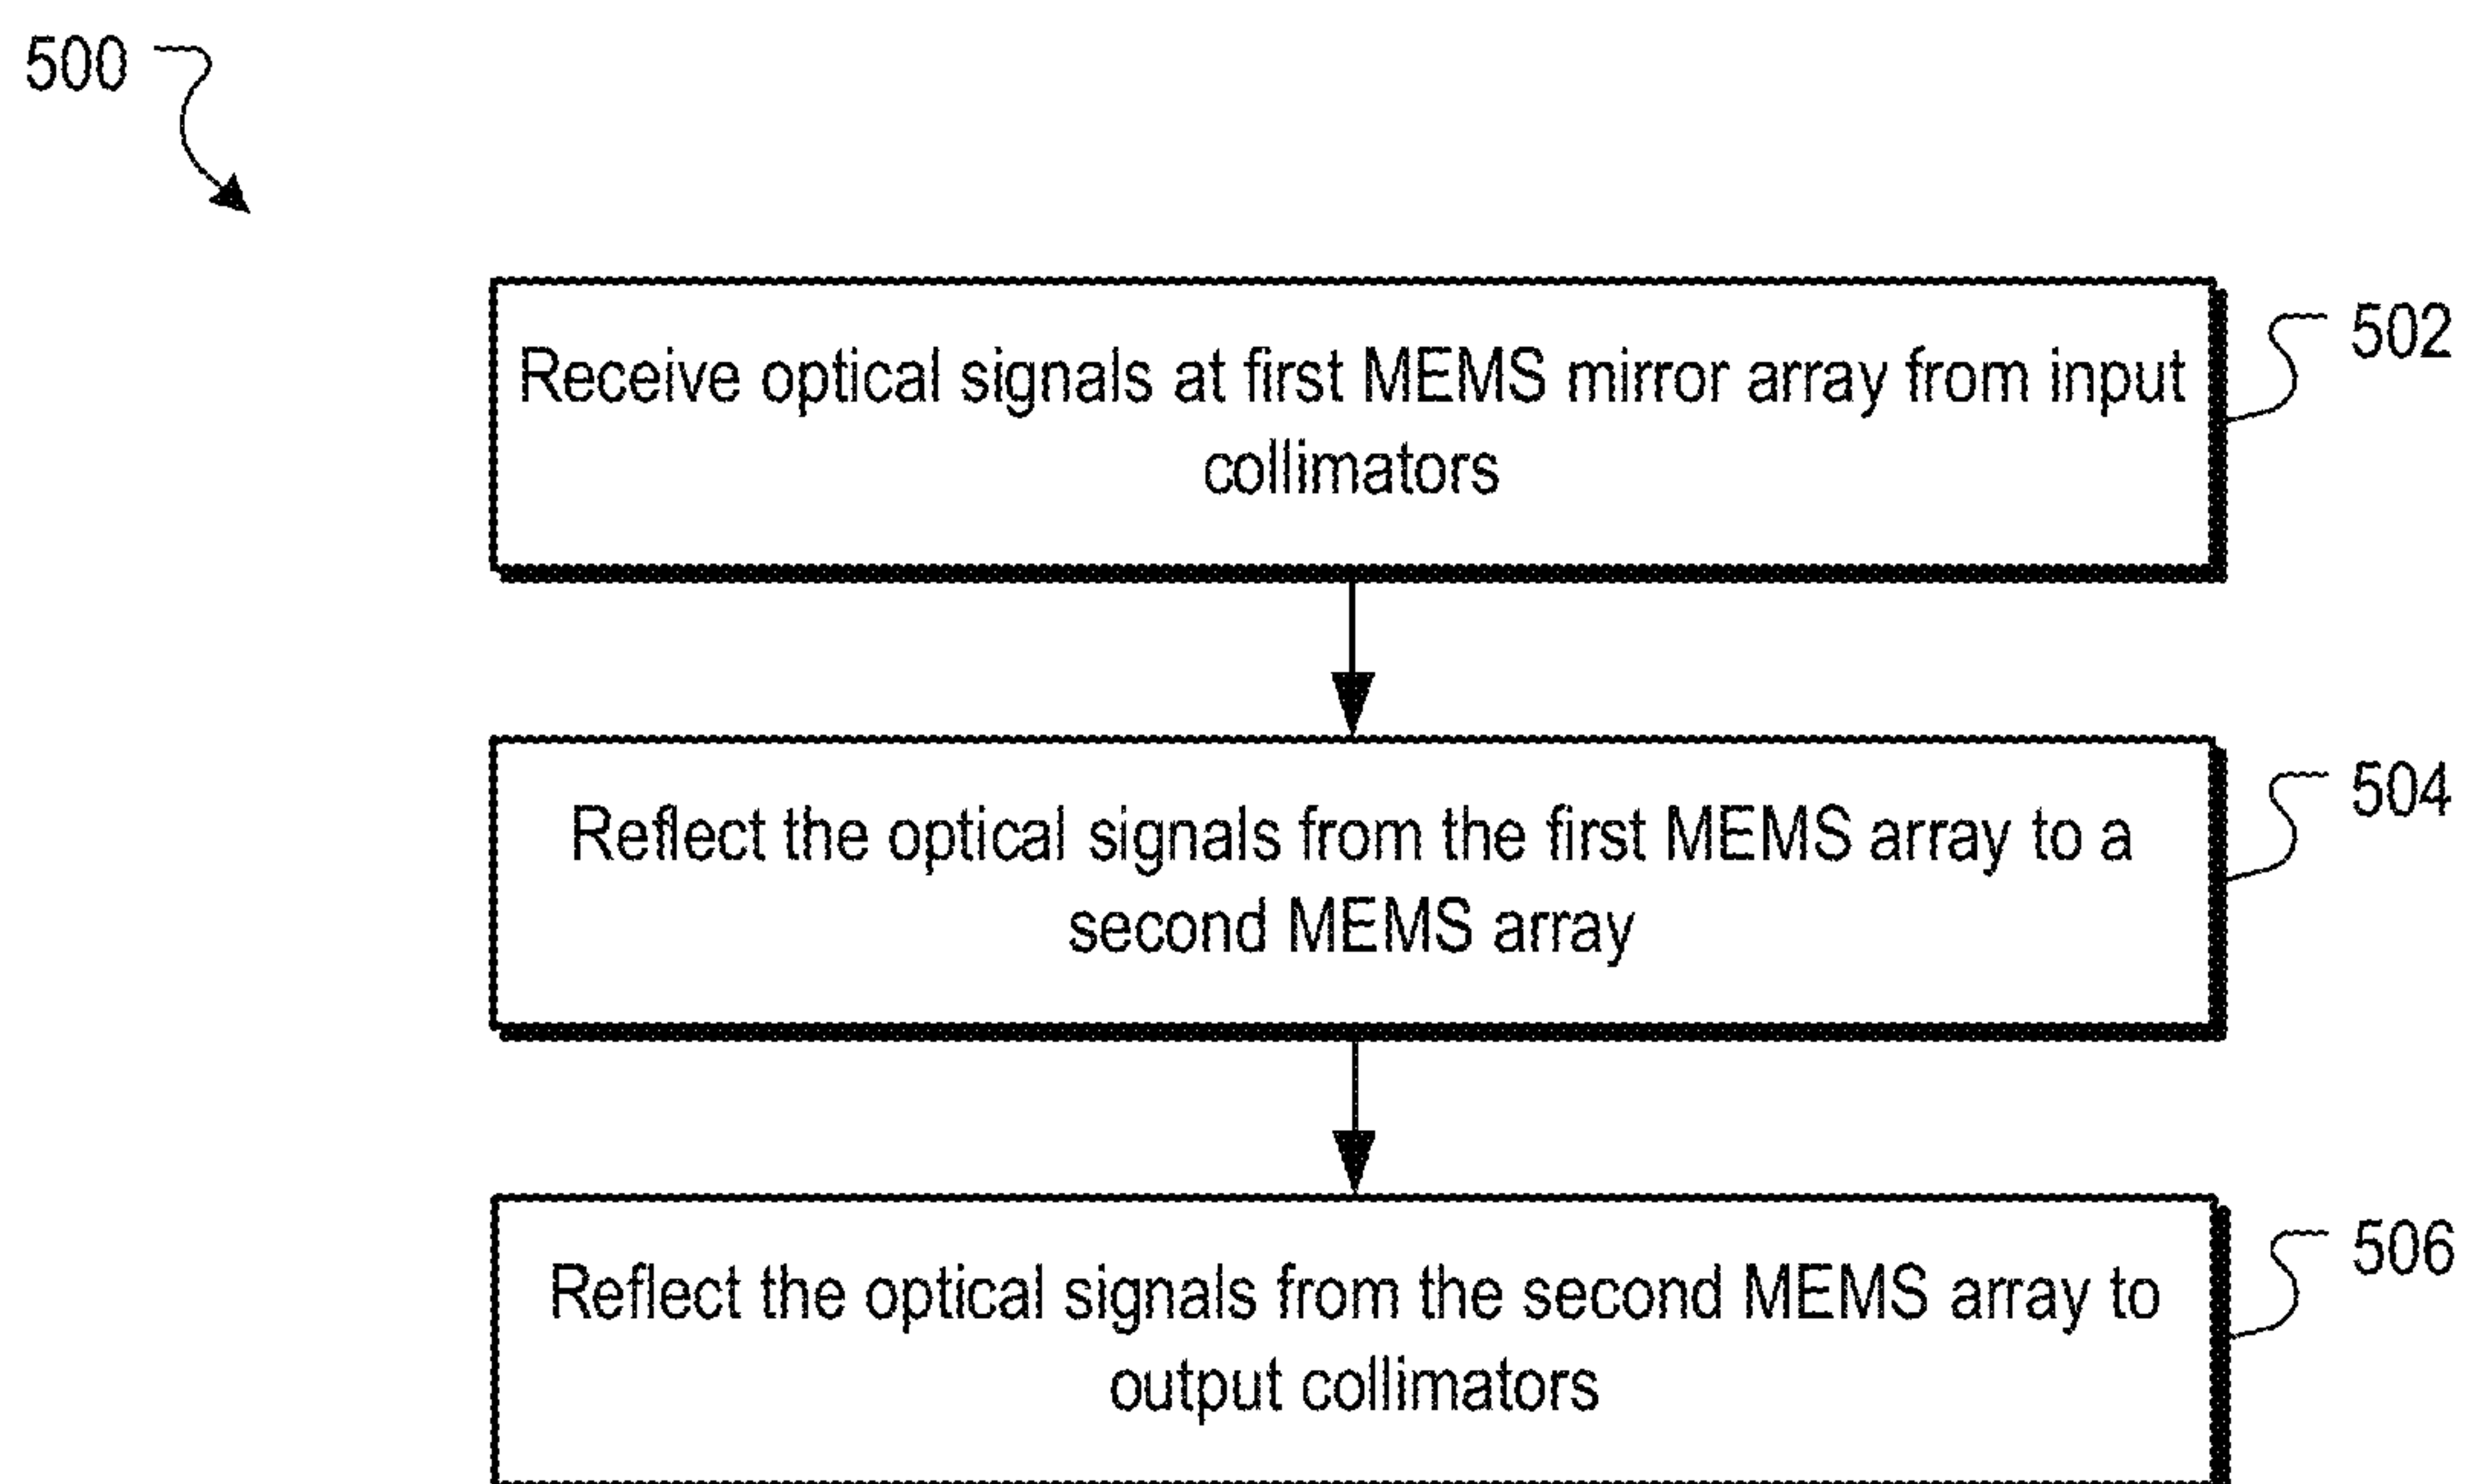 500
Receive optical signals at first MEMS mirror array from input
collimators
502
Reflect the optical signals from the first MEMS array to a
second MEMS array
504
Reflect the optical signals from the second MEMS array to
output collimators
506